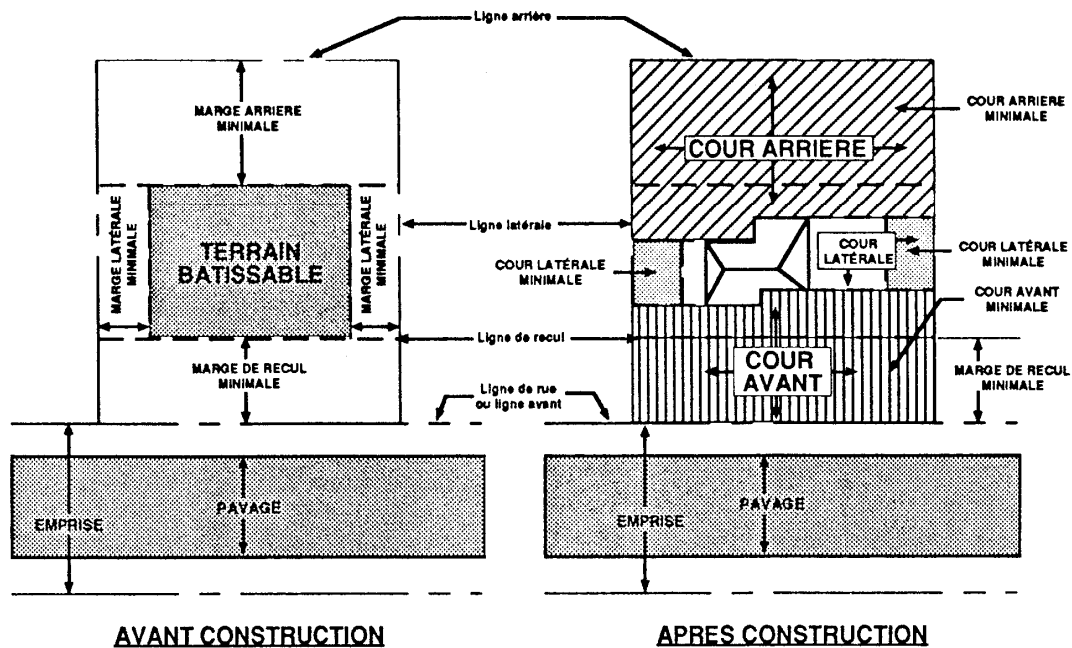 Ligne arrière
MARGE ARRIERE
MINIMALE
MARGE LATÉRALE
MINIMALE
TERRAIN
BATISSABLE
MARGE LATÉRALE
MINIMALE
MARGE DE RECUL
MINIMALE
EMPRISE
PAVAGE
AVANT CONSTRUCTION
Ligne latérale
Ligne de recul
Ligne de rue
ou ligne avant
COUR ARRIERE
COUR ARRIERE
MINIMALE
COUR LATÉRALE
MINIMALE
COUR
LATÉRALE
COUR LATÉRALE
MINIMALE
COUR AVANT
MINIMALE
COUR
AVANT
MARGE DE RECUL
MINIMALE
EMPRISE
PAVAGE
APRES CONSTRUCTION